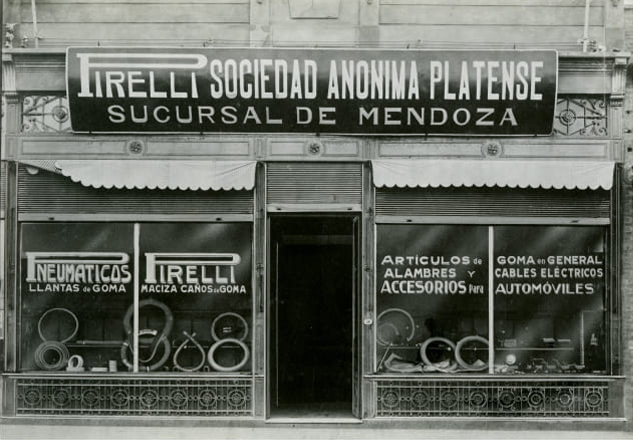 PIRELLI SOCIEDAD ANONIMA PLATENSE
SUCURSAL DE MENDOZA
PNEUMATICOS PIRELLI
LLANTAS de GOMA MACIZA CAÑOS de GOMA
ARTICULOS de GOMA en GENERAL
ALAMBRES Y CABLES ELÉCTRICOS
ACCESORIOS Para AUTOMÓVILES